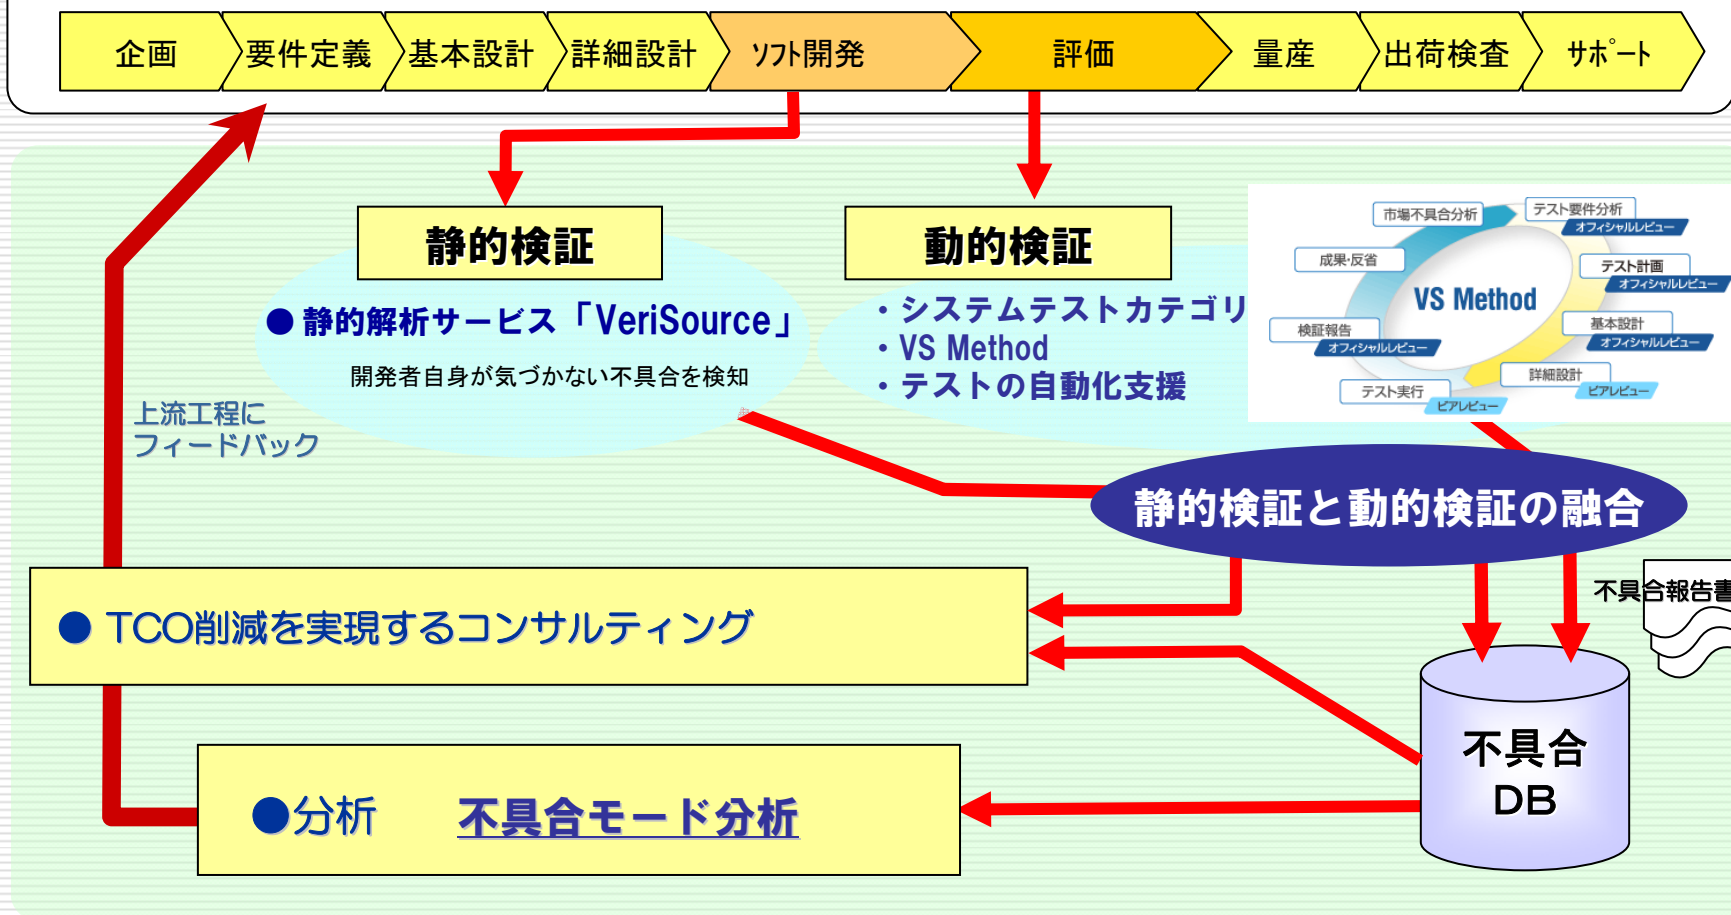 企画
要件定義
基本設計
詳細設計
ソフト開発
評価
量産
出荷検査
サポート
静的検証
●静的解析サービス「VeriSource」
開発者自身が気づかない不具合を検知
動的検証
・システムテストカテゴリ
・VS Method
・テストの自動化支援
VS Method
市場不具合分析
テスト要件分析
オフィシャルレビュー
テスト計画
オフィシャルレビュー
基本設計
オフィシャルレビュー
詳細設計
ピアレビュー
テスト実行
ピアレビュー
検証報告
オフィシャルレビュー
成果・反省
上流工程に
フィードバック
静的検証と動的検証の融合
不具合報告書
●TCO削減を実現するコンサルティング
不具合
DB
●分析 不具合モード分析